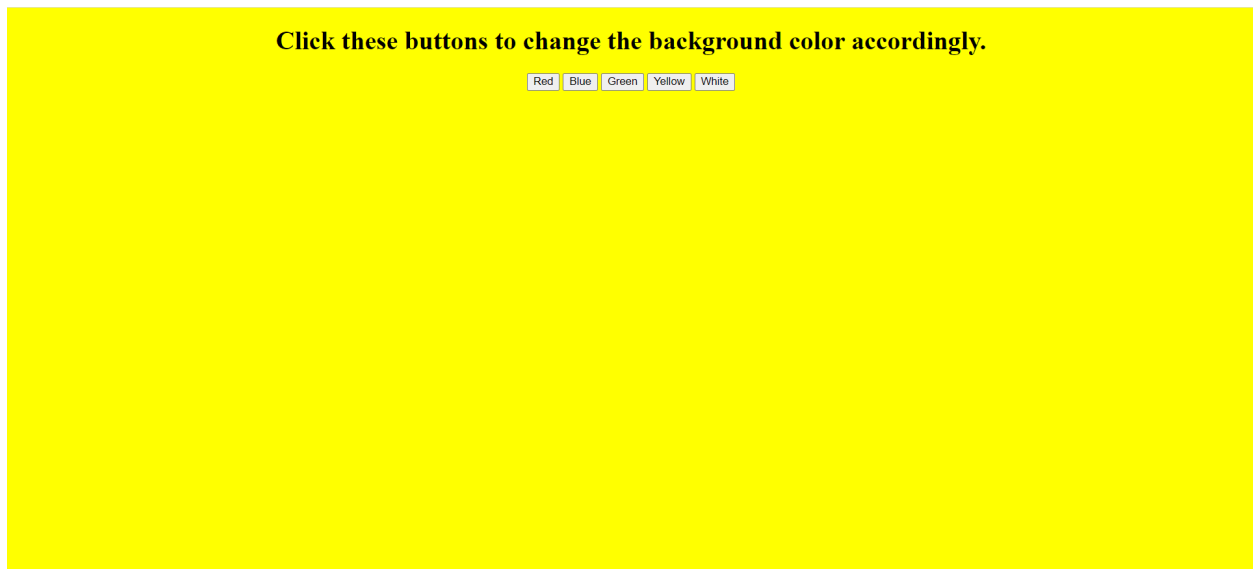 Click these buttons to change the background color accordingly.
Red Blue Green Yellow White